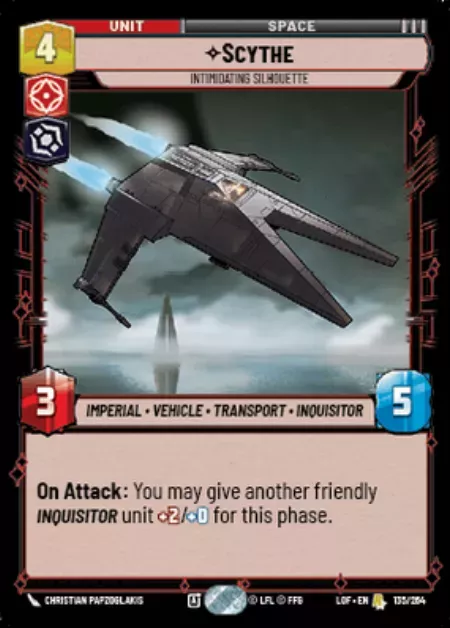 UNIT
SPACE
4
SCYTHE
INTIMIDATING SILHOUETTE
3
IMPERIAL • VEHICLE • TRANSPORT • INQUISITOR
5
On Attack: You may give another friendly
INQUISITOR unit +2/+0 for this phase.
CHRISTIAN PAPZOGLAKIS
© LFL © FFG
LOF • EN
135/264